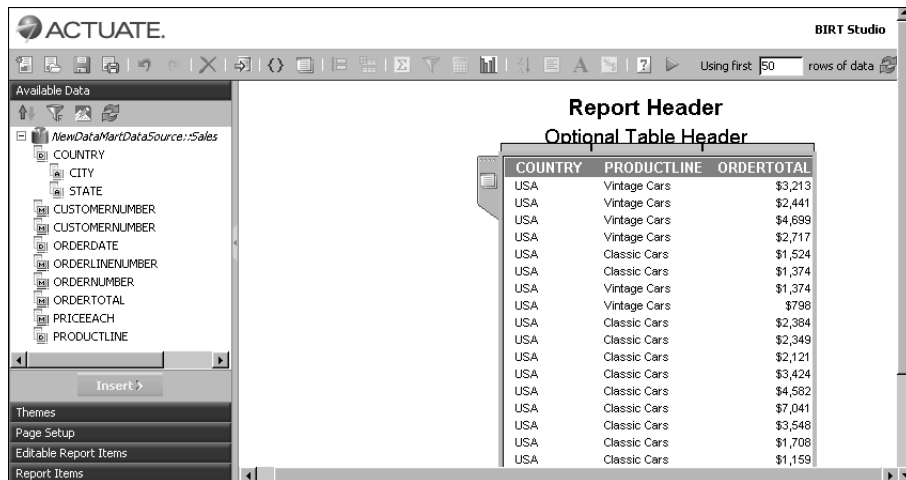 ACTUATE.
BIRT Studio
Using first 50 rows of data
Available Data
NewDataMartDataSource::Sales
COUNTRY
CITY
STATE
CUSTOMERNUMBER
CUSTOMERNUMBER
ORDERDATE
ORDERLINENUMBER
ORDERNUMBER
ORDERTOTAL
PRICEEACH
PRODUCTLINE
Insert
Themes
Page Setup
Editable Report Items
Report Items
Report Header
Optional Table Header
COUNTRY PRODUCTLINE ORDERTOTAL
USA Vintage Cars $3,213
USA Vintage Cars $2,441
USA Vintage Cars $4,699
USA Vintage Cars $2,717
USA Classic Cars $1,524
USA Classic Cars $1,374
USA Vintage Cars $1,374
USA Vintage Cars $798
USA Classic Cars $2,384
USA Classic Cars $2,349
USA Classic Cars $2,121
USA Classic Cars $3,424
USA Classic Cars $4,582
USA Classic Cars $7,041
USA Classic Cars $3,548
USA Classic Cars $1,708
USA Classic Cars $1,159